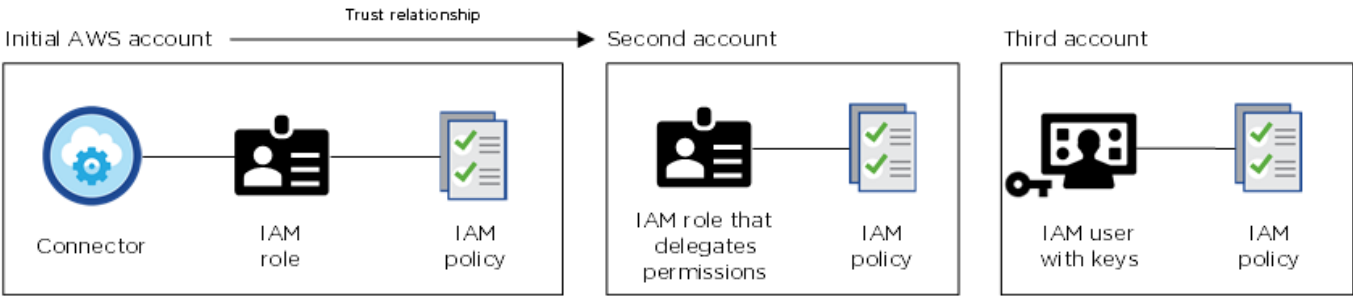 Trust relationship
Initial AWS account
Second account
Third account
Connector
IAM
role
IAM
policy
IAM role that
delegates
permissions
IAM
policy
IAM user
with keys
IAM
policy